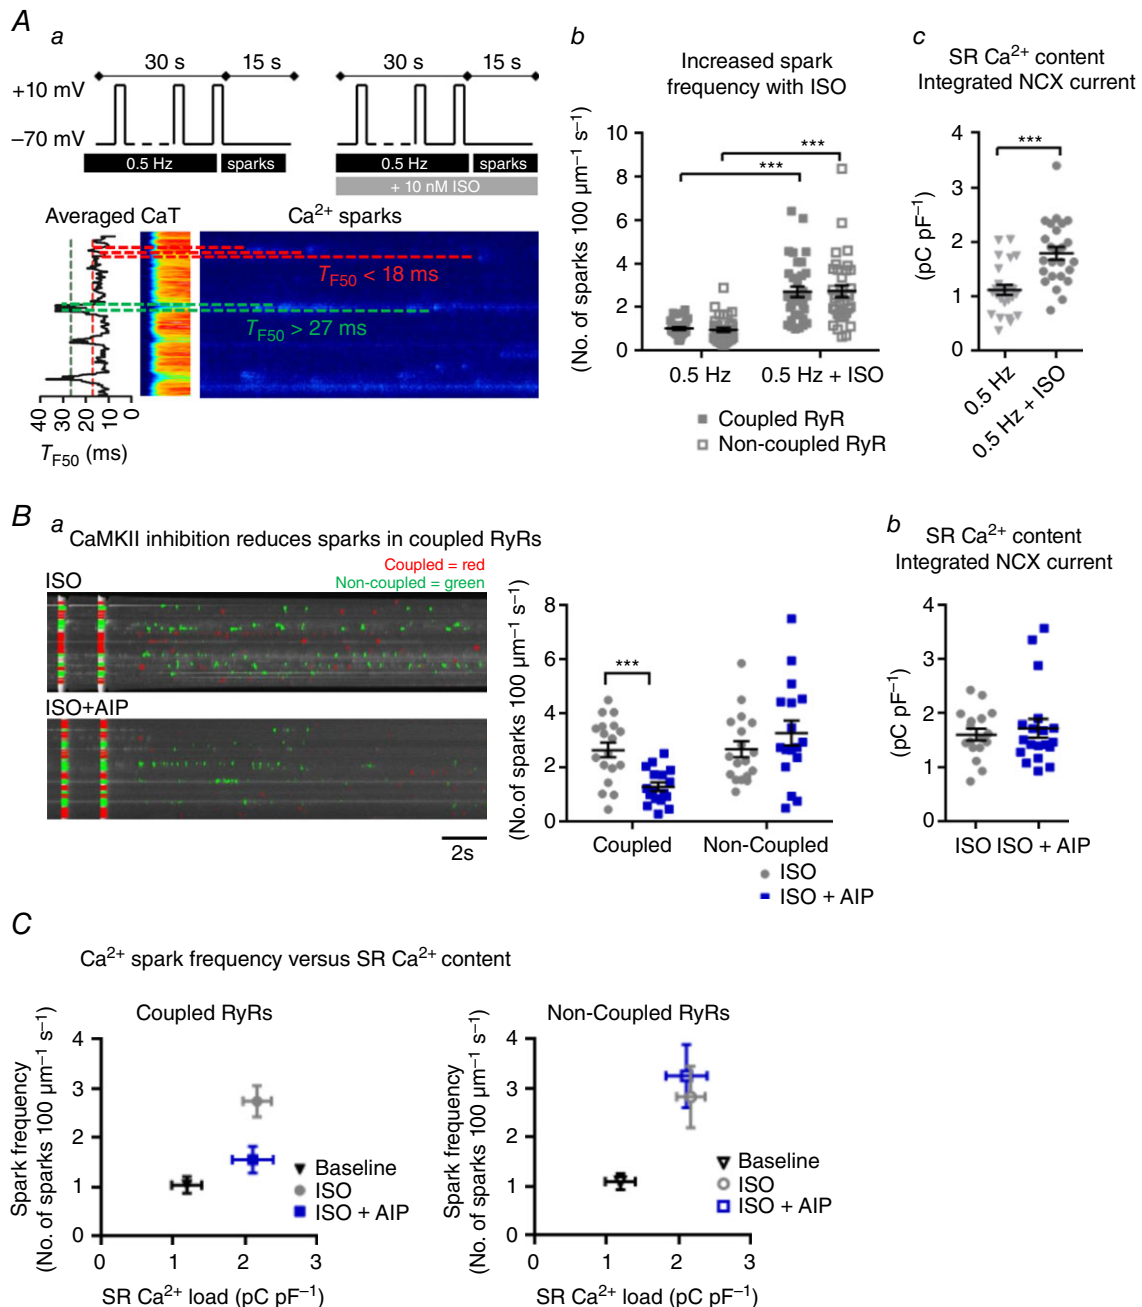 A
a
30 s
15 s
30 s
15 s
+10 mV
−70 mV
0.5 Hz
sparks
0.5 Hz
sparks
+ 10 nM ISO
Averaged CaT
Ca2+ sparks
TF50 < 18 ms
TF50 > 27 ms
40
30
20
10
0
TF50 (ms)
b
Increased spark
frequency with ISO
(No. of sparks 100 µm−1 s−1)
10
8
6
4
2
0
***
***
0.5 Hz
0.5 Hz + ISO
Coupled RyR
Non-coupled RyR
c
SR Ca2+ content
Integrated NCX current
(pC pF−1)
4
3
2
1
0
***
0.5 Hz
0.5 Hz + ISO
B
a
CaMKII inhibition reduces sparks in coupled RyRs
Coupled = red
Non-coupled = green
ISO
ISO+AIP
2s
(No.of sparks 100 µm−1 s−1)
8
6
4
2
0
***
Coupled
Non-Coupled
ISO
ISO + AIP
b
SR Ca2+ content
Integrated NCX current
(pC pF−1)
4
3
2
1
0
ISO
ISO + AIP
C
Ca2+ spark frequency versus SR Ca2+ content
Coupled RyRs
Spark frequency
(No. of sparks 100 µm−1 s−1)
4
3
2
1
0
Baseline
ISO
ISO + AIP
0
1
2
3
SR Ca2+ load (pC pF−1)
Non-Coupled RyRs
Spark frequency
(No. of sparks 100 µm−1 s−1)
4
3
2
1
0
Baseline
ISO
ISO + AIP
0
1
2
3
SR Ca2+ load (pC pF−1)